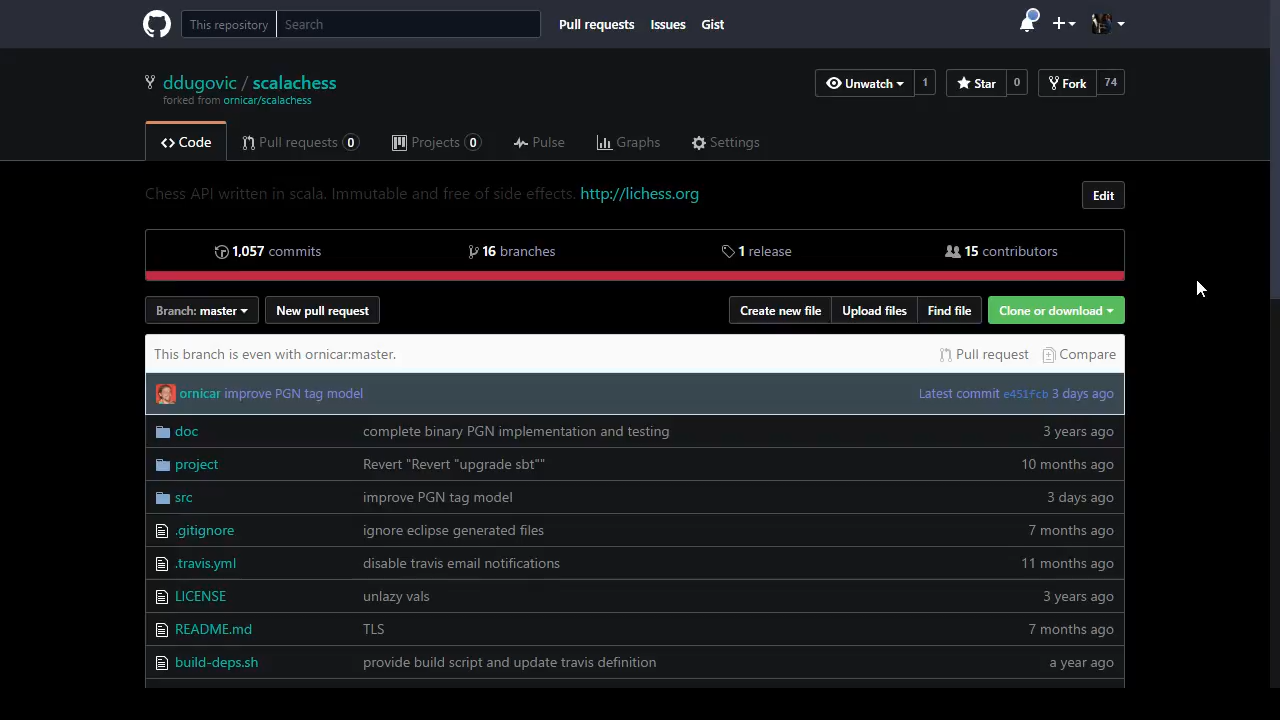 This repository Search Pull requests Issues Gist
ddugovic / scalachess Unwatch 1 Star 0 Fork 74
forked from ornicar/scalachess
Code Pull requests 0 Projects 0 Pulse Graphs Settings
Chess API written in scala. Immutable and free of side effects. http://lichess.org Edit
1,057 commits 16 branches 1 release 15 contributors
Branch: master New pull request Create new file Upload files Find file Clone or download
This branch is even with ornicar:master. Pull request Compare
ornicar improve PGN tag model Latest commit e451fcb 3 days ago
doc complete binary PGN implementation and testing 3 years ago
project Revert "Revert "upgrade sbt"" 10 months ago
src improve PGN tag model 3 days ago
.gitignore ignore eclipse generated files 7 months ago
.travis.yml disable travis email notifications 11 months ago
LICENSE unlazy vals 3 years ago
README.md TLS 7 months ago
build-deps.sh provide build script and update travis definition a year ago